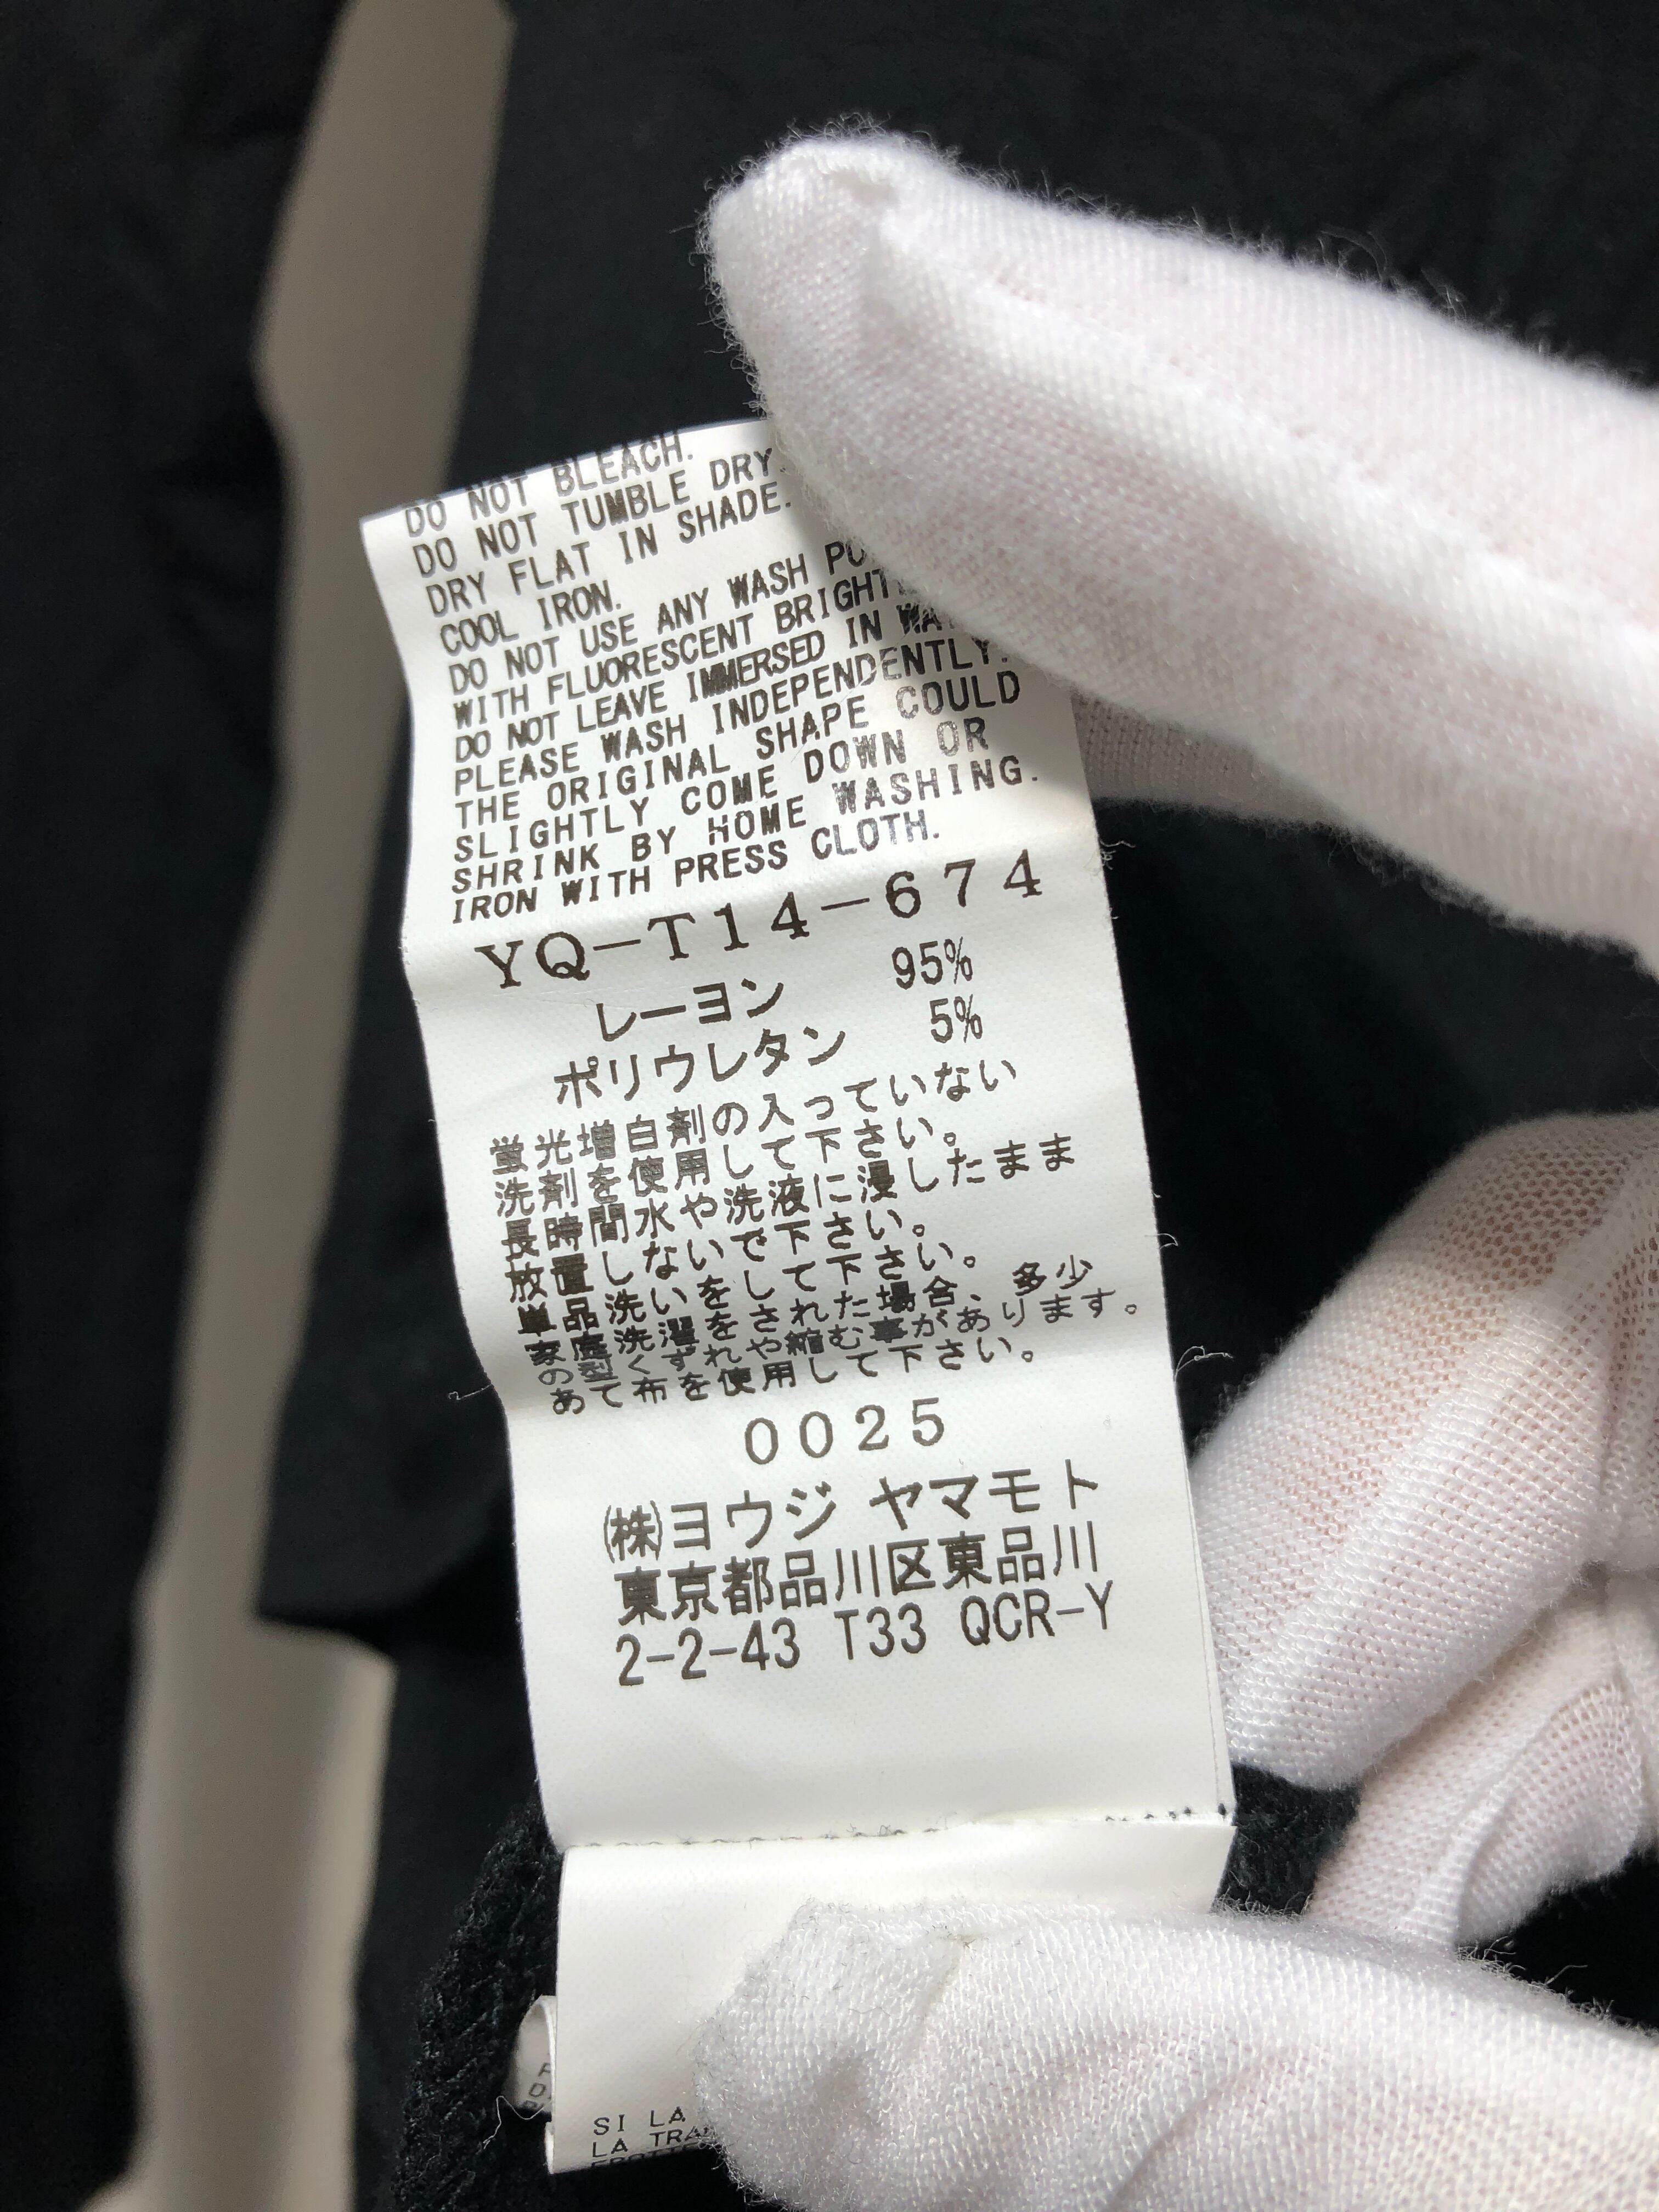 DO NOT BLEACH.
DO NOT TUMBLE DRY.
DRY FLAT IN SHADE.
COOL IRON.
DO NOT USE ANY WASH
WITH FLUORESCENT
DO NOT LEAVE IMMERSED IN
PLEASE WASH INDEPENDENTLY.
THE ORIGINAL SHAPE COULD
SLIGHTLY COME DOWN OR
SHRINK BY HOME WASHING.
IRON WITH PRESS CLOTH.
YQ-T14-674
レーヨン 95%
ポリウレタン 5%
蛍光増白剤の入っていない
洗剤を使用して下さい。
長時間水や洗液に浸したまま
放置しないで下さい。
単品洗いをして下さい。
家庭洗濯をされた場合、多少
の型くずれや縮む事があります。
あて布を使用して下さい。
0025
㈱ヨウジ ヤマモト
東京都品川区東品川
2-2-43 T33 QCR-Y
SI LA
LA